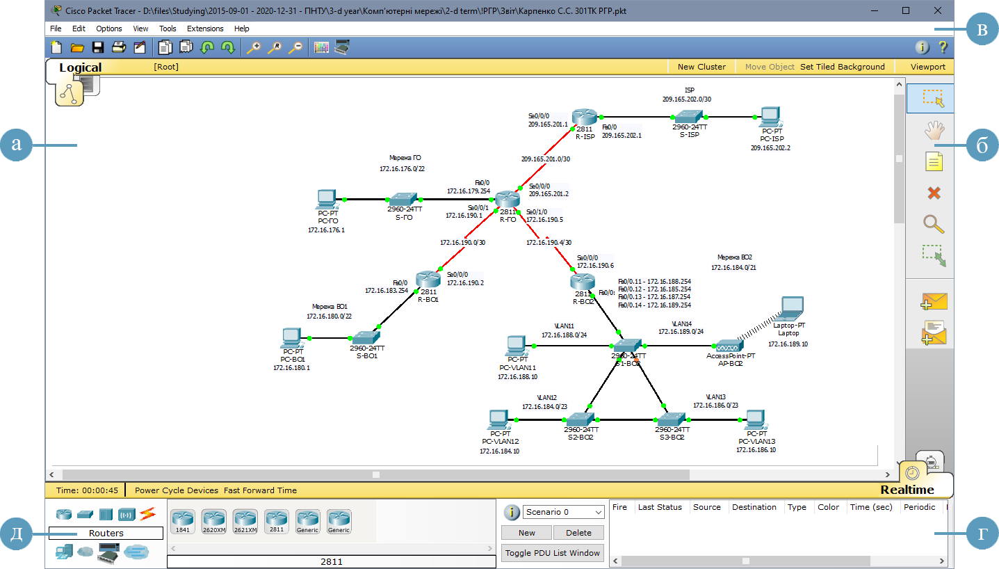 Cisco Packet Tracer - D:\files\Studying\2015-09-01 - 2020-12-31 - ПНТУ\3-d year\Комп'ютерні мережі\2-d term\!РГР\Звіт\Карпенко С.С. 301ТК РГР.pkt
File Edit Options View Tools Extensions Help
в
Logical
[Root]
New Cluster
Move Object
Set Tiled Background
Viewport
а
б
ISP
209.165.202.0/30
Se0/0/0
209.165.201.1
2811
R-ISP
Fa0/0
209.165.202.1
2960-24TT
S-ISP
PC-PT
PC-ISP
209.165.202.2
209.165.201.0/30
Мережа ГО
172.16.176.0/22
Fa0/0
172.16.179.254
Se0/0/0
209.165.201.2
PC-PT
PC-ГО
172.16.176.1
2960-24TT
S-ГО
Se0/0/1
172.16.190.1
2811
R-ГО
Se0/1/0
172.16.190.5
172.16.190.0/30
172.16.190.4/30
Se0/0/0
172.16.190.6
Мережа ВО2
172.16.184.0/21
Se0/0/0
172.16.190.2
Fa0/0
172.16.183.254
2811
R-ВО1
2811
R-ВО2
Fa0/0:
Fa0/0.11 - 172.16.188.254
Fa0/0.12 - 172.16.185.254
Fa0/0.13 - 172.16.187.254
Fa0/0.14 - 172.16.189.254
Мережа ВО1
172.16.180.0/22
PC-PT
PC-ВО1
172.16.180.1
2960-24TT
S-ВО1
VLAN11
172.16.188.0/24
VLAN14
172.16.189.0/24
Laptop-PT
Laptop
172.16.189.10
PC-PT
PC-VLAN11
172.16.188.10
2960-24TT
S1-ВО2
AccessPoint-PT
AP-ВО2
VLAN12
172.16.184.0/23
VLAN13
172.16.186.0/23
PC-PT
PC-VLAN12
172.16.184.10
2960-24TT
S2-ВО2
2960-24TT
S3-ВО2
PC-PT
PC-VLAN13
172.16.186.10
Time: 00:00:45
Power Cycle Devices Fast Forward Time
Realtime
д
Routers
1841
2620XM
2621XM
2811
Generic
Generic
2811
Scenario 0
New
Delete
Toggle PDU List Window
Fire Last Status Source Destination Type Color Time (sec) Periodic
г